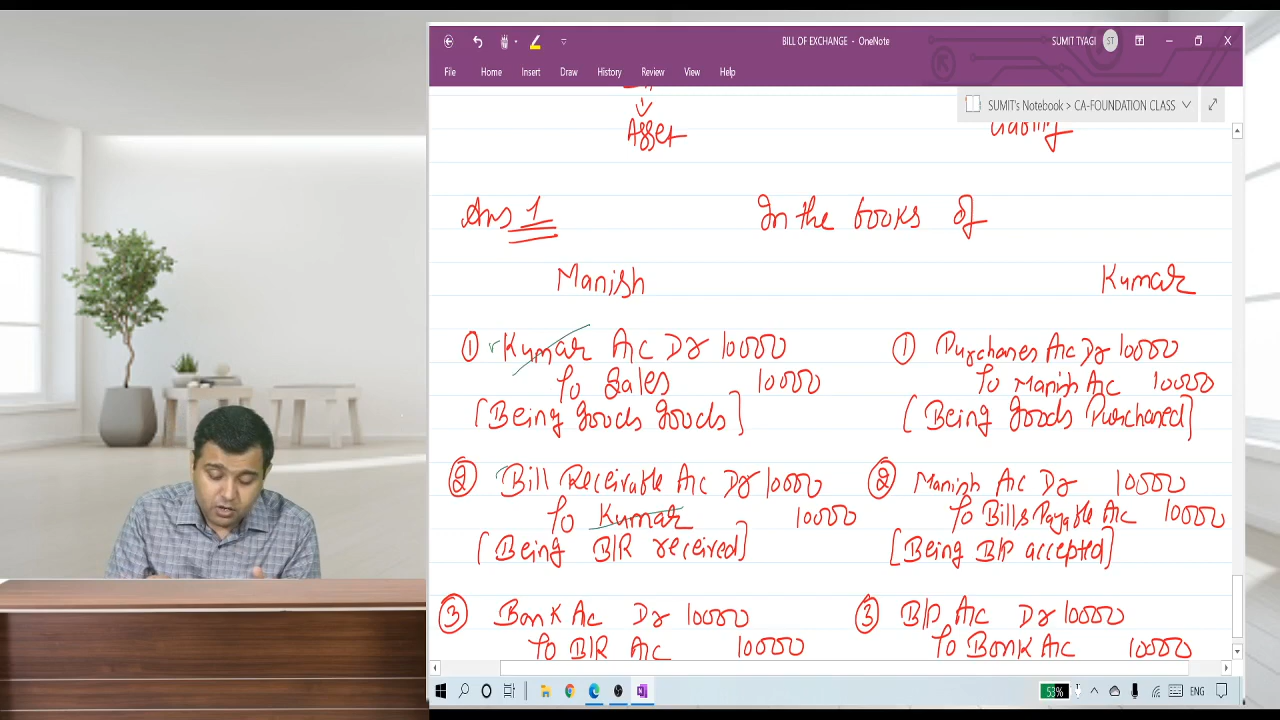 BILL OF EXCHANGE - OneNote
SUMIT TYAGI ST
File Home Insert Draw History Review View Help
SUMIT's Notebook > CA-FOUNDATION CLASS
Asset
Liability
Ans 1 In the books of
Manish Kumar
① Kumar A/c Dr 10000
To Sales 10000
[Being Goods Goods]
① Purchases A/c Dr 10000
To Manish A/c 10000
[Being Goods Purchased]
② Bill Receivable A/c Dr 10000
To Kumar 10000
[Being B/R received]
② Manish A/c Dr 10000
To Bills Payable A/c 10000
[Being B/P accepted]
③ Bank A/c Dr 10000
To B/R A/c 10000
③ B/P A/c Dr 10000
To Bank A/c 10000
53% ENG